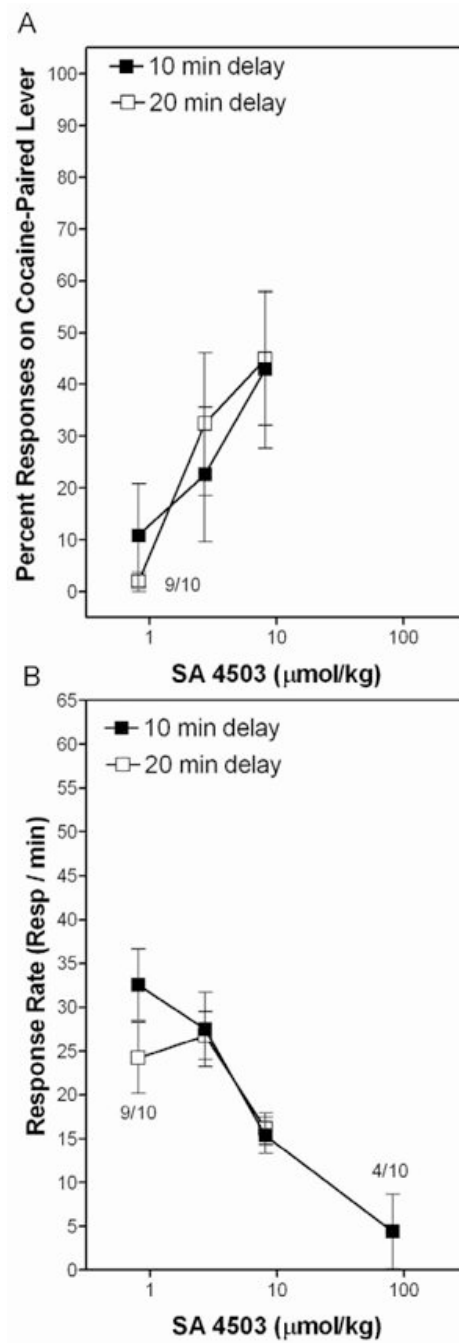 A
10 min delay
20 min delay
Percent Responses on Cocaine-Paired Lever
100
90
80
70
60
50
40
30
20
10
0
9/10
1 10 100
SA 4503 (μmol/kg)
B
10 min delay
20 min delay
Response Rate (Resp / min)
65
60
55
50
45
40
35
30
25
20
15
10
5
0
9/10
4/10
1 10 100
SA 4503 (μmol/kg)